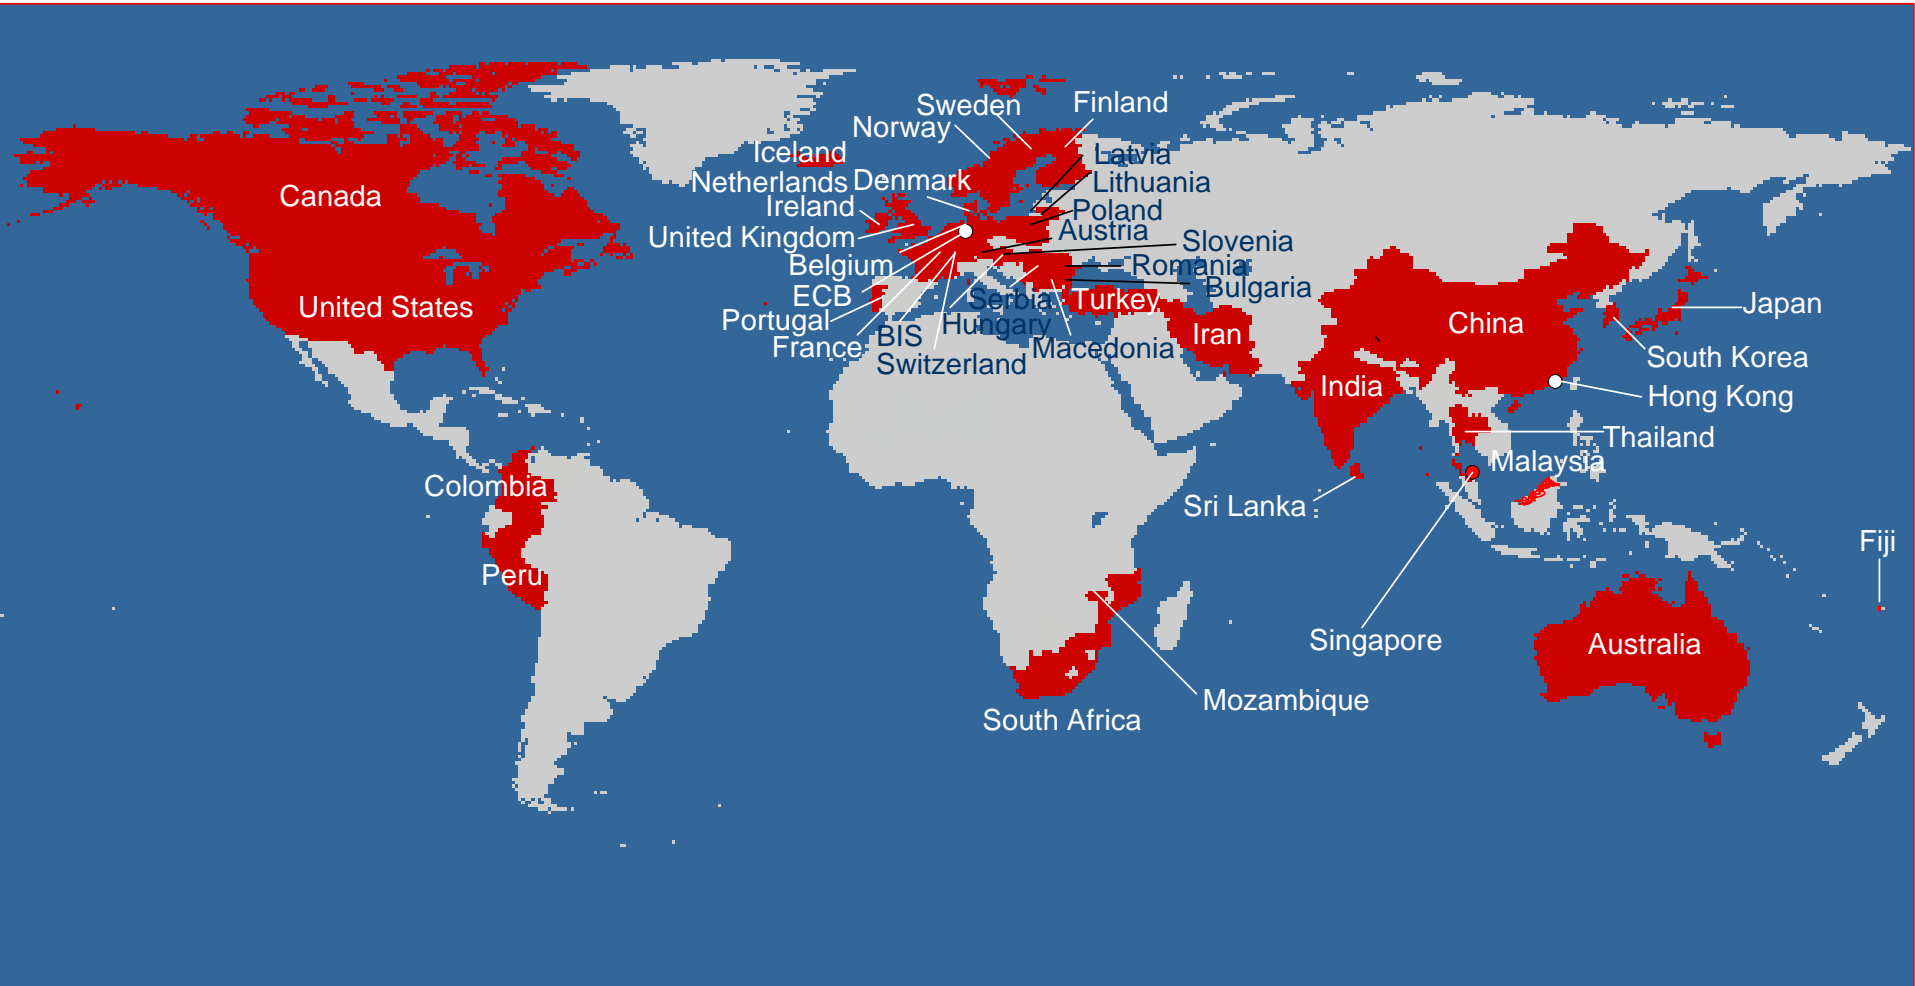 Sweden
Finland
Norway
Iceland
Latvia
Netherlands
Denmark
Lithuania
Canada
Ireland
Poland
United Kingdom
Austria
Slovenia
Belgium
Romania
ECB
Serbia
Turkey
Bulgaria
United States
Portugal
Hungary
Japan
France
BIS
Macedonia
Iran
China
Switzerland
South Korea
India
Hong Kong
Thailand
Malaysia
Colombia
Sri Lanka
Fiji
Peru
Singapore
Australia
Mozambique
South Africa